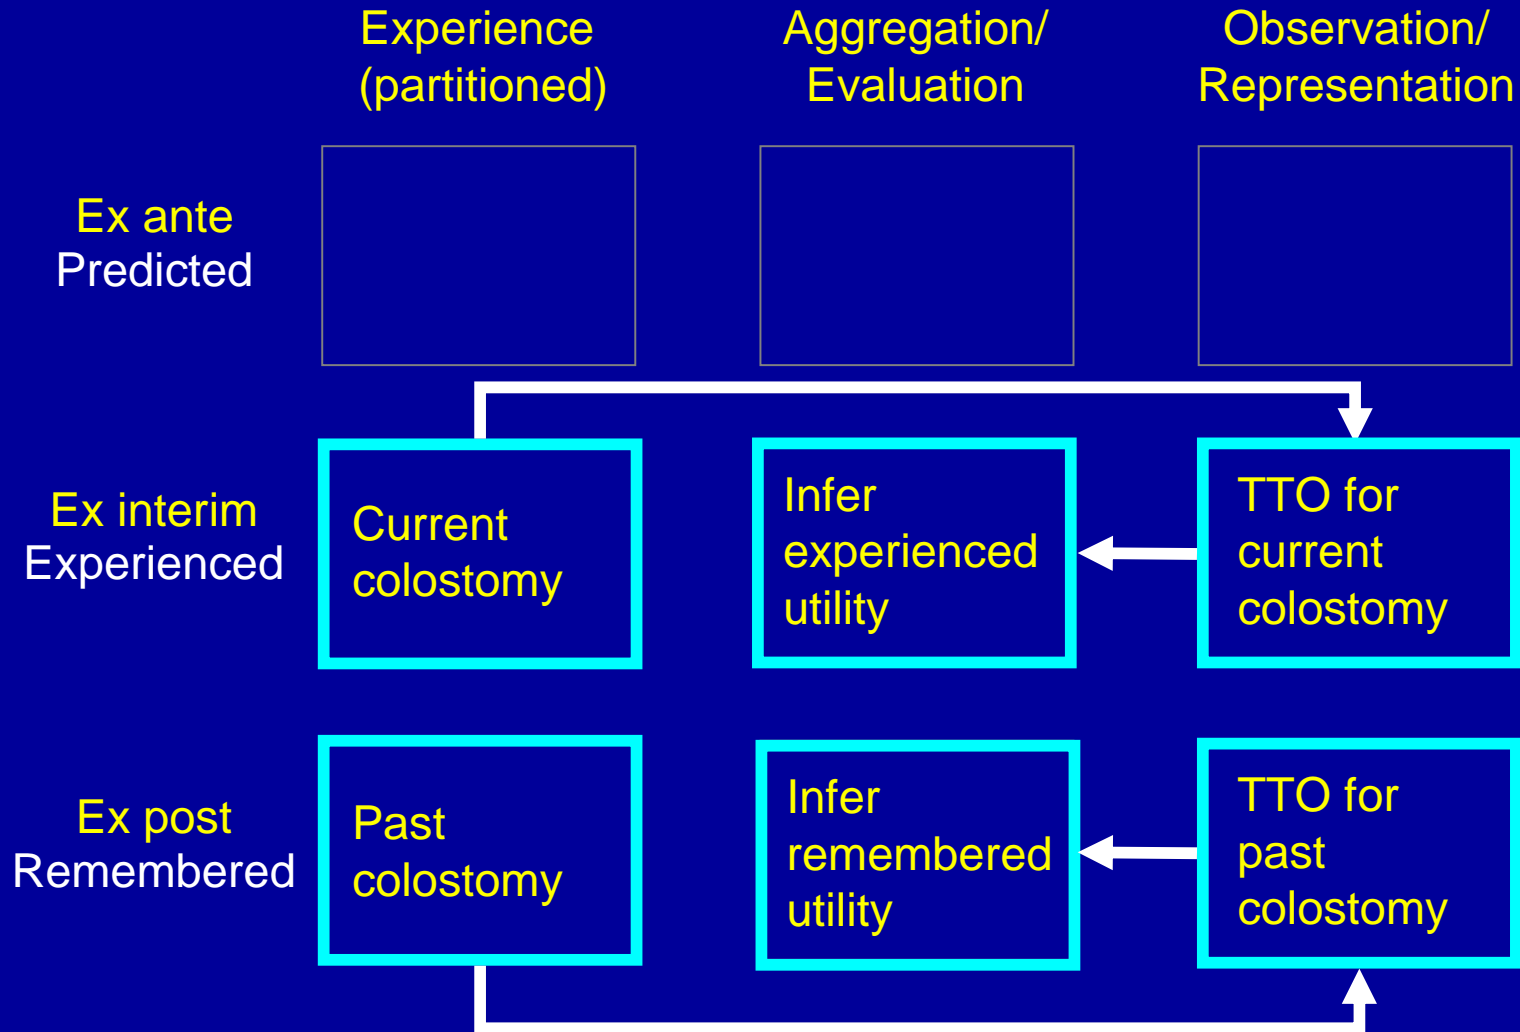 Experience
(partitioned)
Aggregation/
Evaluation
Observation/
Representation
Ex ante
Predicted
Ex interim
Experienced
Current
colostomy
Infer
experienced
utility
TTO for
current
colostomy
Ex post
Remembered
Past
colostomy
Infer
remembered
utility
TTO for
past
colostomy